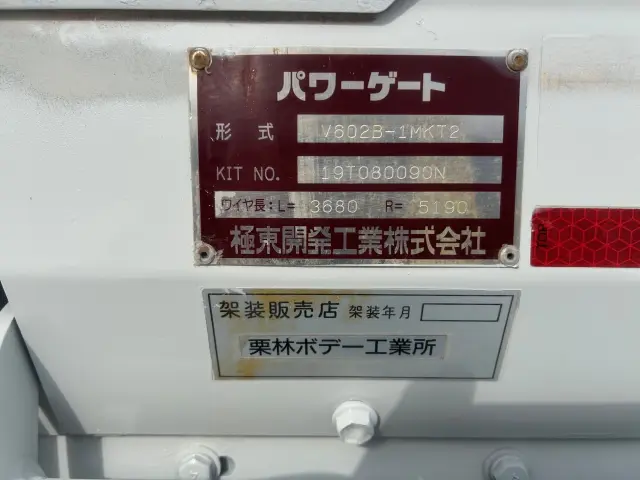 パワーゲート
形式 V602B-1MKT2
KIT NO. 19T080090N
ワイヤ長:L= 3680 R= 5190
極東開発工業株式会社
架装販売店 架装年月
栗林ボデー工業所